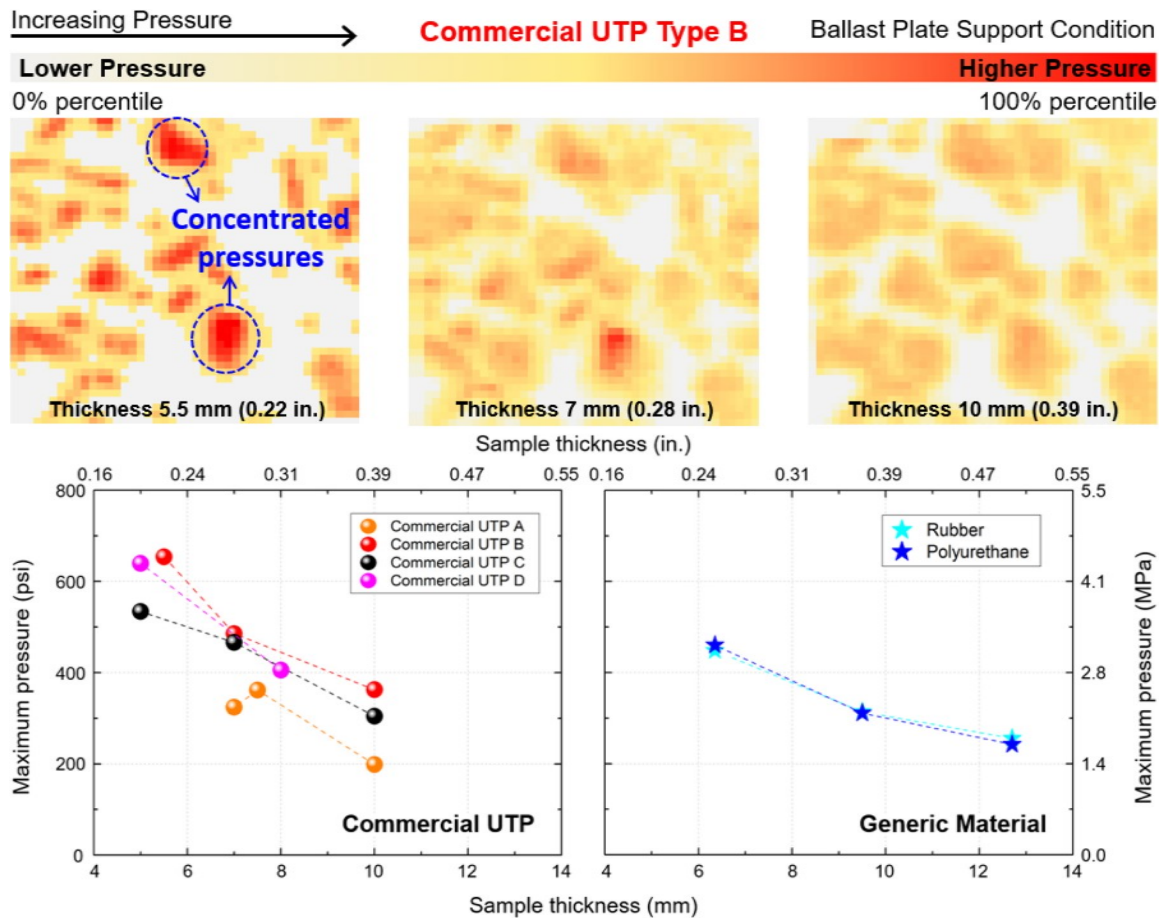 Increasing Pressure
Commercial UTP Type B
Ballast Plate Support Condition
Lower Pressure
Higher Pressure
0% percentile
100% percentile
Concentrated
pressures
Thickness 5.5 mm (0.22 in.)
Thickness 7 mm (0.28 in.)
Thickness 10 mm (0.39 in.)
Sample thickness (in.)
0.16 0.24 0.31 0.39 0.47 0.55
0.16 0.24 0.31 0.39 0.47 0.55
Maximum pressure (psi)
800
600
400
200
0
Commercial UTP A
Commercial UTP B
Commercial UTP C
Commercial UTP D
Commercial UTP
4 6 8 10 12 14
Rubber
Polyurethane
Generic Material
5.5
4.1
2.8
1.4
0.0
Maximum pressure (MPa)
4 6 8 10 12 14
Sample thickness (mm)
Sample thickness (mm)